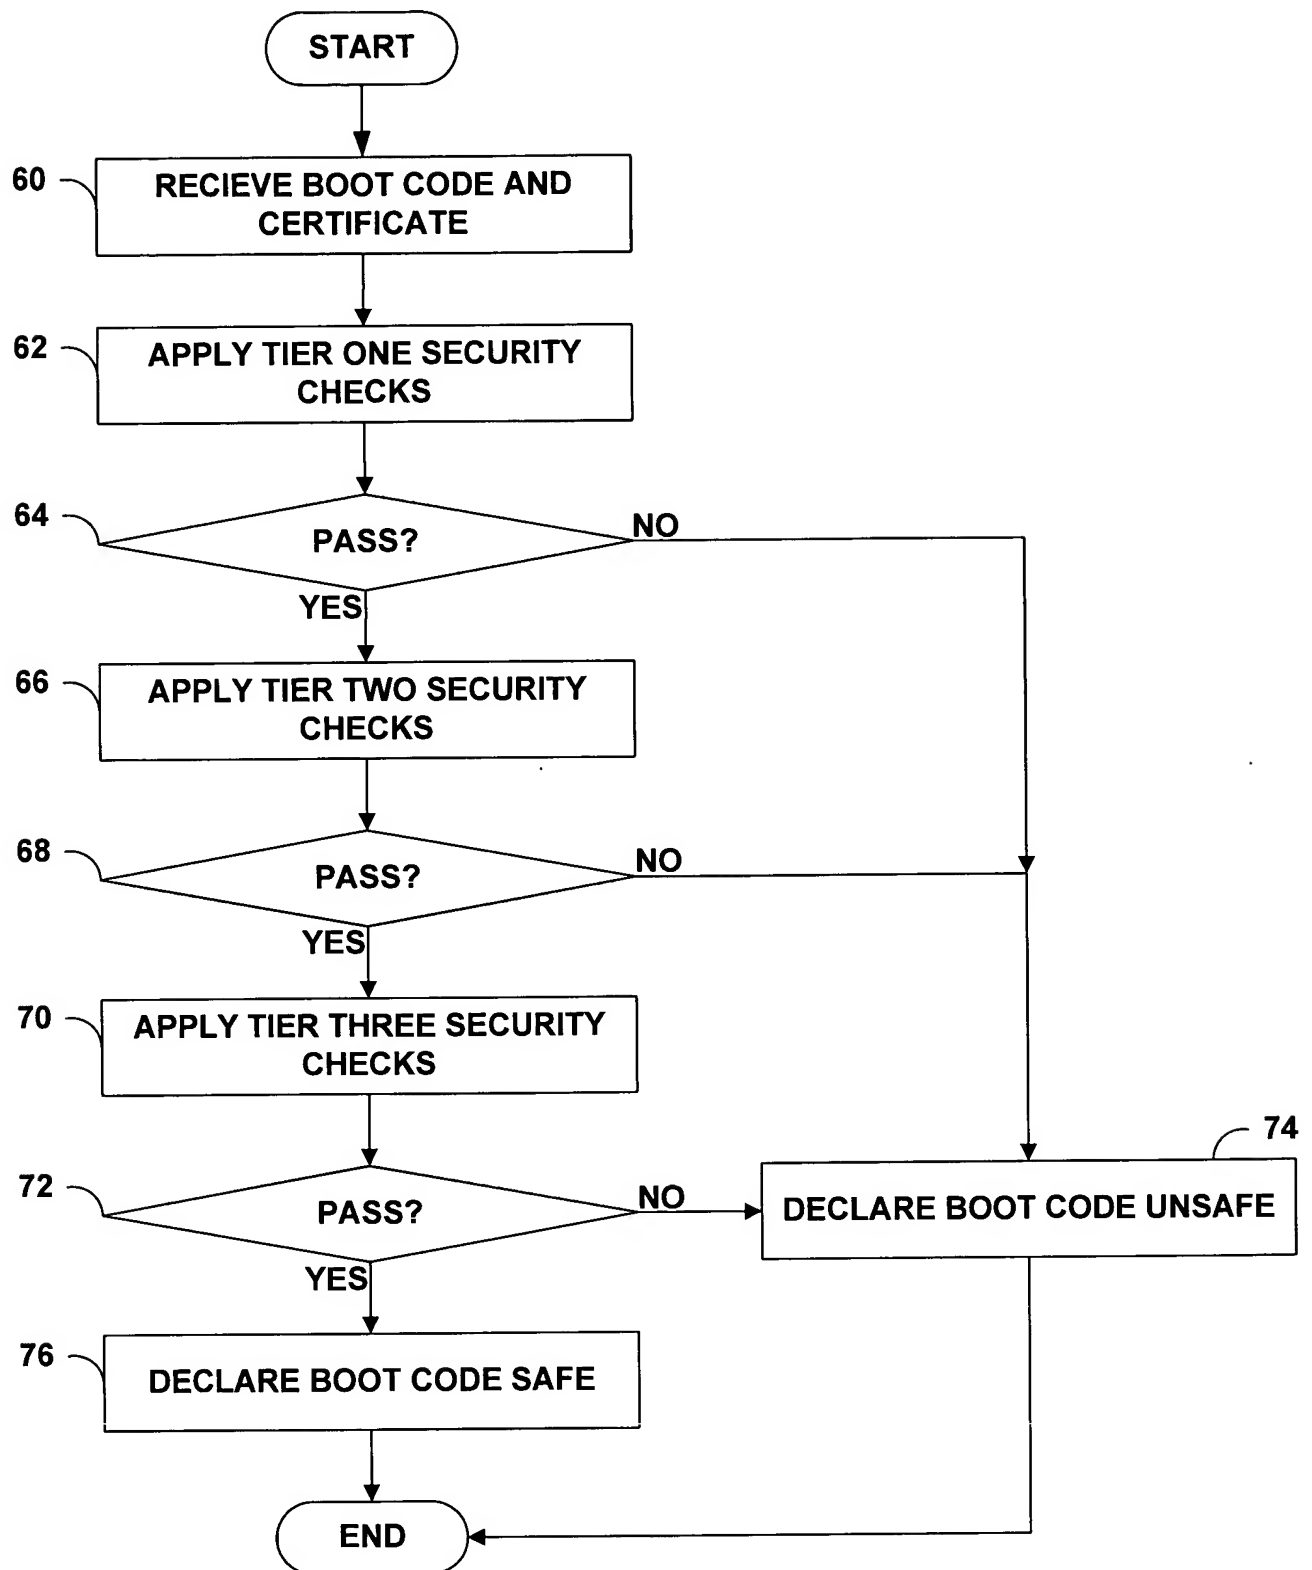 START
60
RECIEVE BOOT CODE AND
CERTIFICATE
62
APPLY TIER ONE SECURITY
CHECKS
64
PASS?
NO
YES
66
APPLY TIER TWO SECURITY
CHECKS
68
PASS?
NO
YES
70
APPLY TIER THREE SECURITY
CHECKS
74
72
PASS?
NO
DECLARE BOOT CODE UNSAFE
YES
76
DECLARE BOOT CODE SAFE
END